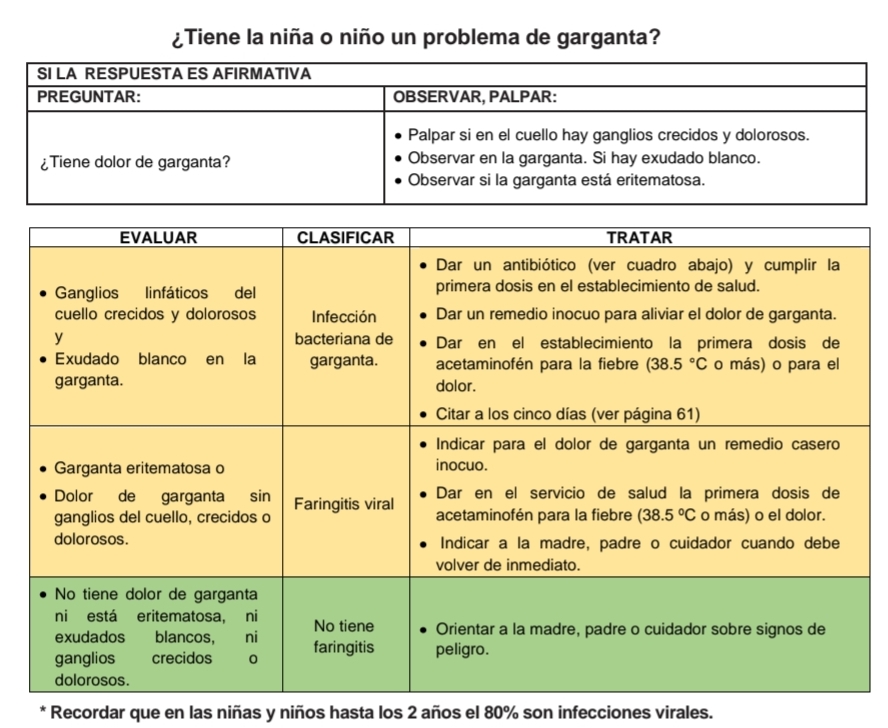 ¿Tiene la niña o niño un problema de garganta?
SI LA RESPUESTA ES AFIRMATIVA
PREGUNTAR:
OBSERVAR, PALPAR:
¿Tiene dolor de garganta?
• Palpar si en el cuello hay ganglios crecidos y dolorosos.
• Observar en la garganta. Si hay exudado blanco.
• Observar si la garganta está eritematosa.
EVALUAR
CLASIFICAR
TRATAR
• Ganglios linfáticos del
cuello crecidos y dolorosos
y
• Exudado blanco en la
garganta.
Infección
bacteriana de
garganta.
• Dar un antibiótico (ver cuadro abajo) y cumplir la
primera dosis en el establecimiento de salud.
• Dar un remedio inocuo para aliviar el dolor de garganta.
• Dar en el establecimiento la primera dosis de
acetaminofén para la fiebre (38.5 °C o más) o para el
dolor.
• Citar a los cinco días (ver página 61)
• Garganta eritematosa o
• Dolor de garganta sin
ganglios del cuello, crecidos o
dolorosos.
Faringitis viral
• Indicar para el dolor de garganta un remedio casero
inocuo.
• Dar en el servicio de salud la primera dosis de
acetaminofén para la fiebre (38.5 ºC o más) o el dolor.
• Indicar a la madre, padre o cuidador cuando debe
volver de inmediato.
• No tiene dolor de garganta
ni está eritematosa, ni
exudados blancos, ni
ganglios crecidos o
dolorosos.
No tiene
faringitis
• Orientar a la madre, padre o cuidador sobre signos de
peligro.
* Recordar que en las niñas y niños hasta los 2 años el 80% son infecciones virales.